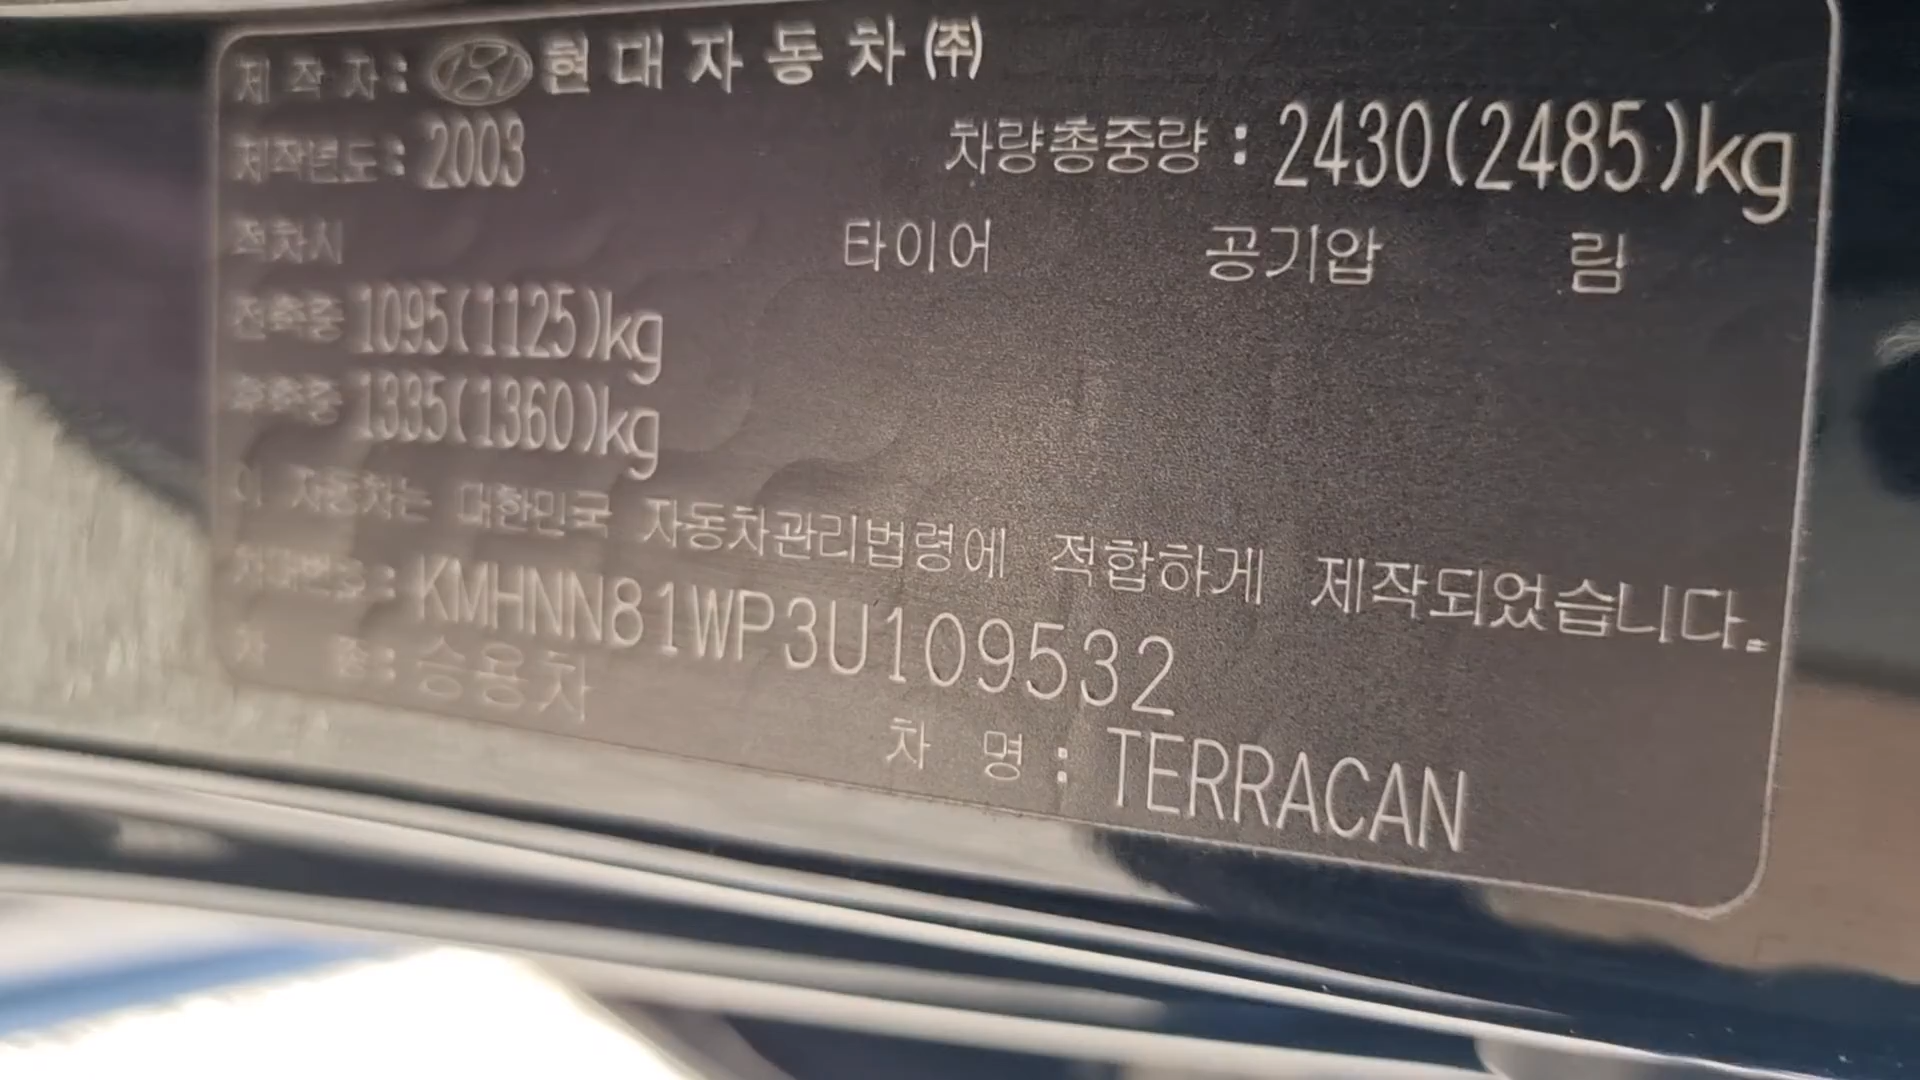 제 작 자 : 현 대 자 동 차 ㈜
제작년도 : 2003 차량총중량 : 2430(2485)kg
적차시 타이어 공기압 림
전축중 1095(1125)kg
후축중 1335(1360)kg
이 자동차는 대한민국 자동차관리법령에 적합하게 제작되었습니다.
차대번호 : KMHNN81WP3U109532
차 종 : 승용차 차 명 : TERRACAN